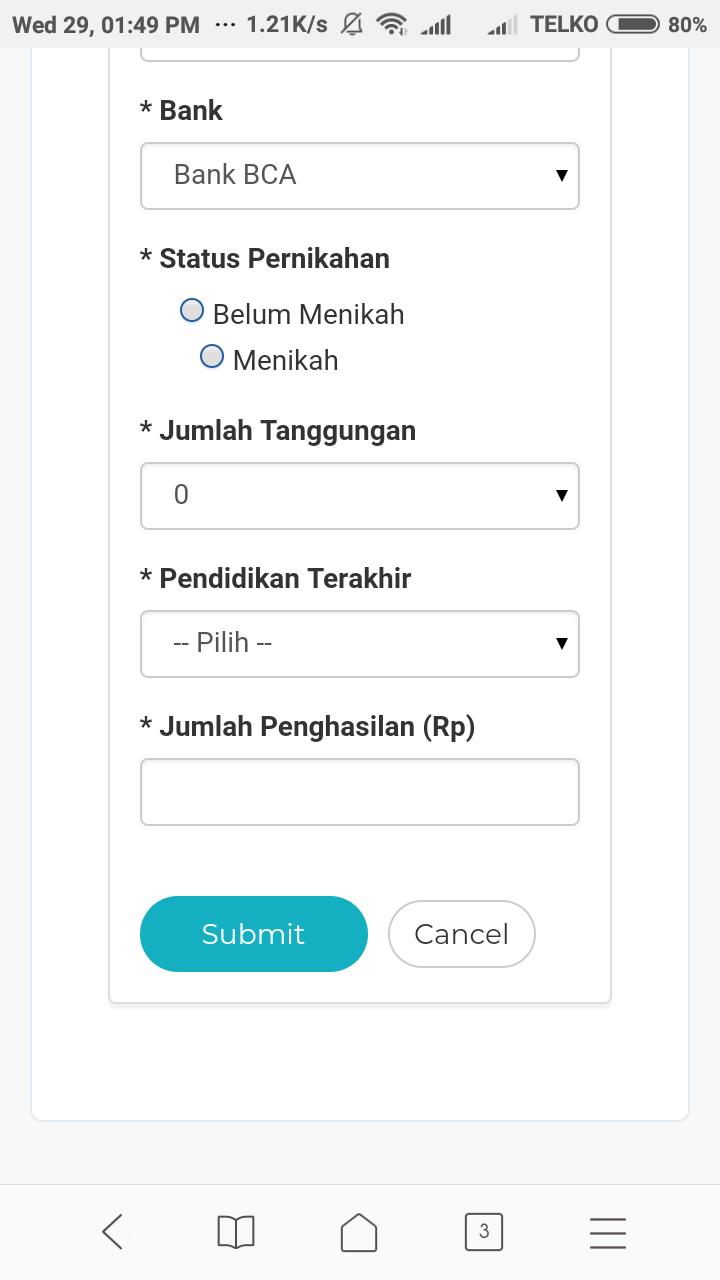 Wed 29, 01:49 PM ... 1.21K/s TELKO 80%
* Bank
Bank BCA
* Status Pernikahan
Belum Menikah
Menikah
* Jumlah Tanggungan
0
* Pendidikan Terakhir
-- Pilih --
* Jumlah Penghasilan (Rp)
Submit Cancel
3